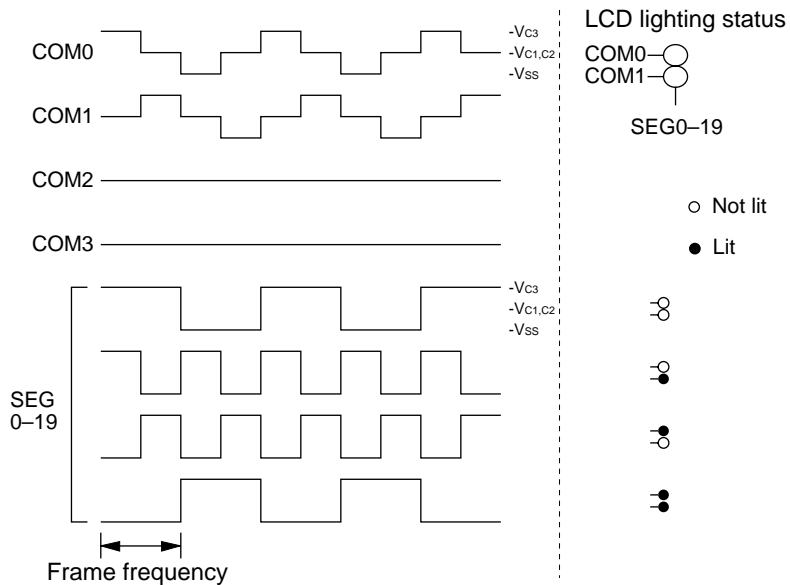 LCD lighting status
COM0
-VC3
-VC1,C2
-VSS
COM0
COM1
SEG0–19
COM1
COM2
COM3
Not lit
Lit
-VC3
-VC1,C2
-VSS
SEG
0–19
Frame frequency